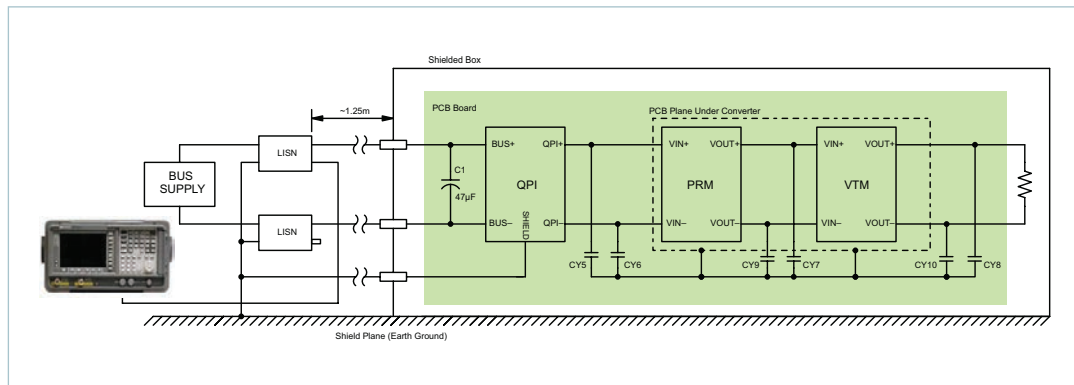 Shielded Box
PCB Board
PCB Plane Under Converter
~1.25m
LISN
BUS
SUPPLY
LISN
C1
47µF
BUS+
BUS–
QPI
QPI+
QPI–
SHIELD
VIN+
VIN–
PRM
VOUT+
VOUT–
VIN+
VIN–
VTM
VOUT+
VOUT–
CY5
CY6
CY9
CY7
CY10
CY8
Shield Plane (Earth Ground)